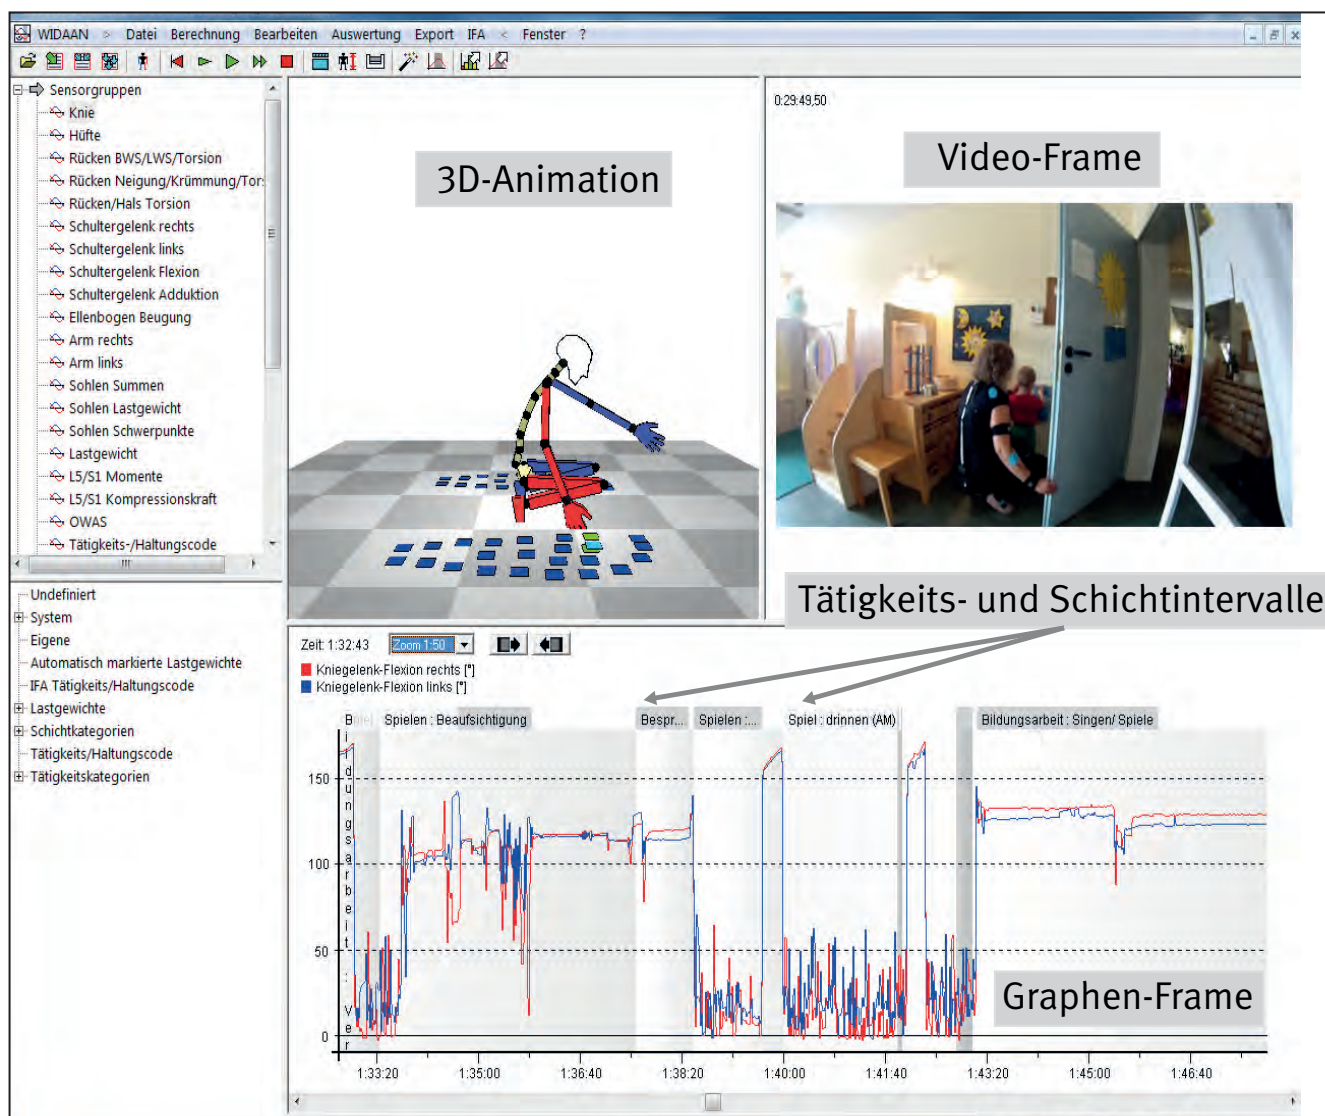 WIDAAN > Datei Berechnung Bearbeiten Auswertung Export IFA < Fenster ?
Sensorgruppen
Knie
Hüfte
Rücken BWS/LWS/Torsion
Rücken Neigung/Krümmung/Tor
Rücken/Hals Torsion
Schultergelenk rechts
Schultergelenk links
Schultergelenk Flexion
Schultergelenk Adduktion
Ellenbogen Beugung
Arm rechts
Arm links
Sohlen Summen
Sohlen Lastgewicht
Sohlen Schwerpunkte
Lastgewicht
L5/S1 Momente
L5/S1 Kompressionskraft
OWAS
Tätigkeits-/Haltungscode
3D-Animation
0:29:49,50
Video-Frame
Undefiniert
System
Eigene
Automatisch markierte Lastgewichte
IFA Tätigkeits/Haltungscode
Lastgewichte
Schichtkategorien
Tätigkeits/Haltungscode
Tätigkeitskategorien
Tätigkeits- und Schichtintervalle
Zeit: 1:32:43 Zoom 1:50
Kniegelenk-Flexion rechts [°]
Kniegelenk-Flexion links [°]
Bildungsarbeit: Ver
Spielen : Beaufsichtigung
Bespr...
Spielen :...
Spiel : drinnen (AM)
Bildungsarbeit : Singen/ Spiele
150
100
50
0
Graphen-Frame
1:33:20 1:35:00 1:36:40 1:38:20 1:40:00 1:41:40 1:43:20 1:45:00 1:46:40